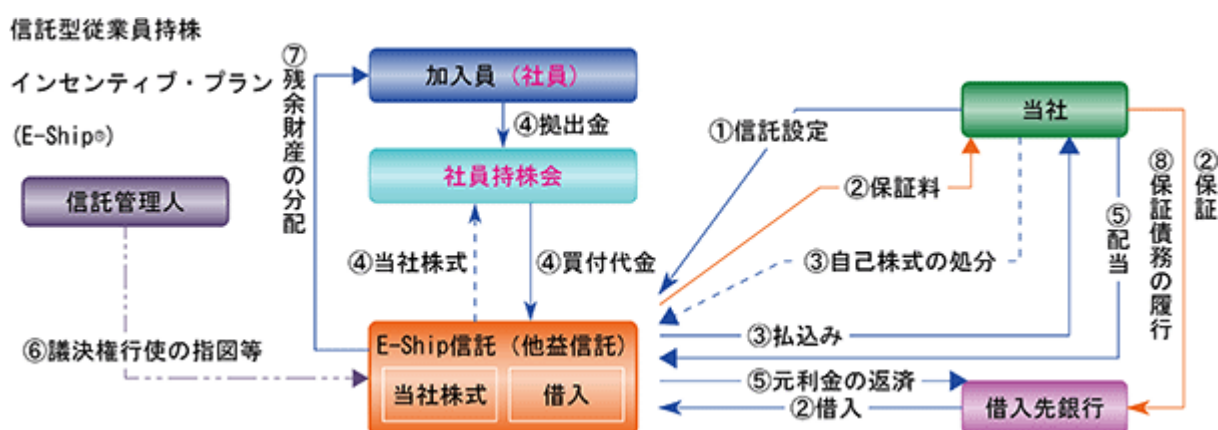 信託型従業員持株
インセンティブ・プラン
(E-Ship®)
⑦残余財産の分配
加入員（社員）
④拠出金
社員持株会
信託管理人
④当社株式
④買付代金
⑥議決権行使の指図等
E-Ship信託（他益信託）
当社株式
借入
当社
①信託設定
②保証料
③自己株式の処分
③払込み
⑤配当
⑧保証債務の履行
②保証
⑤元利金の返済
②借入
借入先銀行